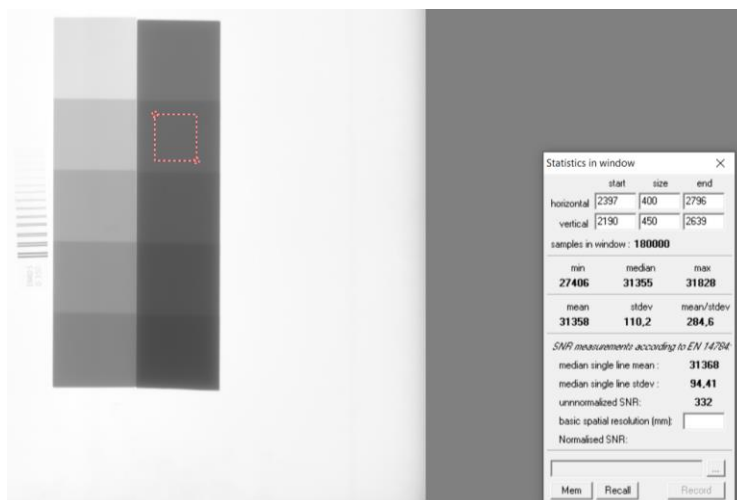 Statistics in window
start size end
horizontal 2397 400 2796
vertical 2190 450 2639
samples in window : 180000
min median max
27406 31355 31828
mean stdev mean/stdev
31358 110,2 284,6
SNR measurements according to EN 14784:
median single line mean : 31368
median single line stdev : 94,41
unnnormalized SNR: 332
basic spatial resolution (mm):
Normalised SNR:
...
Mem Recall Record